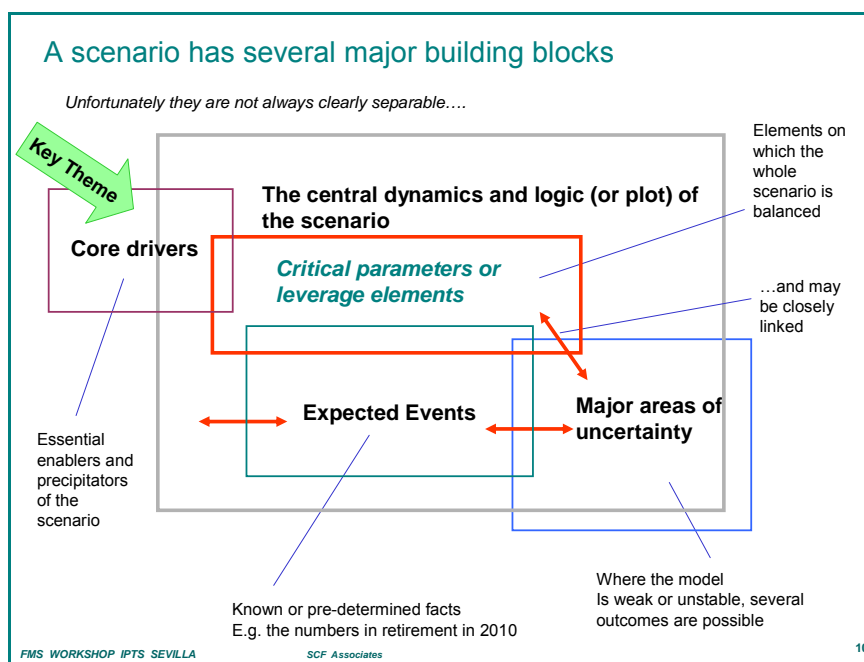 A scenario has several major building blocks
Unfortunately they are not always clearly separable….
Key Theme
Elements on
which the
whole
scenario is
balanced
The central dynamics and logic (or plot) of
the scenario
Core drivers
Critical parameters or
leverage elements
…and may
be closely
linked
Expected Events
Major areas of
uncertainty
Essential
enablers and
precipitators
of the
scenario
Known or pre-determined facts
E.g. the numbers in retirement in 2010
Where the model
Is weak or unstable, several
outcomes are possible
FMS WORKSHOP IPTS SEVILLA
SCF Associates